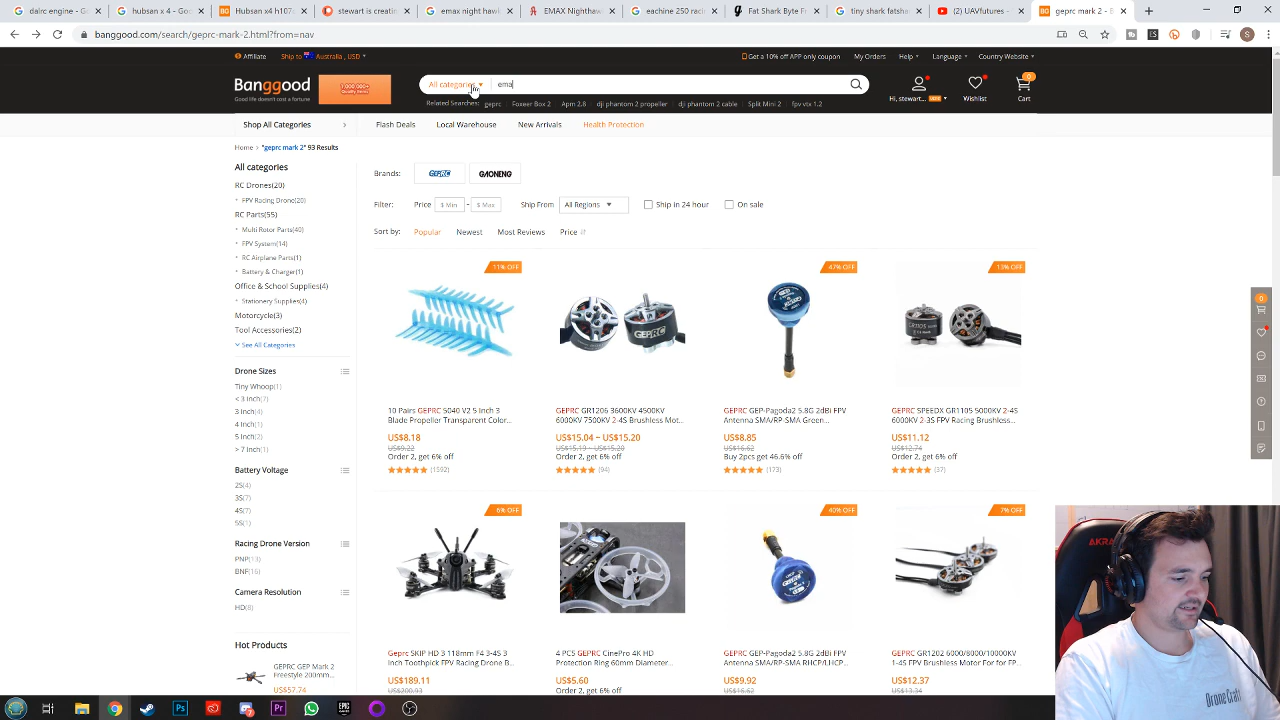 dalrc engine - Go
hubsan x 4 - Goo
Hubsan x4 h107
stewart is creatin
emax night hawk
EMAX Nighthaw
eachine 250 racin
Fat Shark Byte Fr
tiny shark fatshar
(1) (UAVfutures -
geprc mark 2 - B
banggood.com/search/geprc-mark-2.html?from=nav
Affiliate Ship to Australia, USD
Get a 10% off APP only coupon My Orders Help Language Country Website
Banggood
Good life doesn't cost a fortune
1,000,000+
Quality Items
All categories ema
Related Searches: geprc Foxeer Box 2 Apm 2.8 dji phantom 2 propeller dji phantom 2 cable Split Mini 2 fpv vtx 1.2
Hi, stewart... Wishlist 0 Cart
Shop All Categories Flash Deals Local Warehouse New Arrivals Health Protection
Home > "geprc mark 2" 93 Results
All categories
RC Drones(20)
FPV Racing Drone(20)
RC Parts(55)
Multi Rotor Parts(40)
FPV System(14)
RC Airplane Parts(1)
Battery & Charger(1)
Office & School Supplies(4)
Stationery Supplies(4)
Motorcycle(3)
Tool Accessories(2)
See All Categories
Drone Sizes
Tiny Whoop(1)
< 3 Inch(7)
3 Inch(4)
4 Inch(1)
5 Inch(2)
> 7 Inch(1)
Battery Voltage
2S(4)
3S(7)
4S(7)
5S(1)
Racing Drone Version
PNP(13)
BNF(16)
Camera Resolution
HD(8)
Hot Products
GEPRC GEP Mark 2
Freestyle 200mm...
US$57.74
Brands: GEPRC GAONENG
Filter: Price $ Min - $ Max Ship From All Regions Ship in 24 hour On sale
Sort by: Popular Newest Most Reviews Price
11% OFF
47% OFF
13% OFF
10 Pairs GEPRC 5040 V2 5 Inch 3
Blade Propeller Transparent Color...
US$8.18
US$9.22
Order 2, get 6% off
(1592)
GEPRC GR1206 3600KV 4500KV
6000KV 7500KV 2-4S Brushless Mot...
US$15.04 ~ US$15.20
US$15.19 ~ US$15.20
Order 2, get 6% off
(94)
GEPRC GEP-Pagoda2 5.8G 2dBi FPV
Antenna SMA/RP-SMA Green...
US$8.85
US$16.62
Buy 2pcs get 46.6% off
(173)
GEPRC SPEEDX GR1105 5000KV 2-4S
6000KV 2-3S FPV Racing Brushless...
US$11.12
US$12.74
Order 2, get 6% off
(37)
6% OFF
40% OFF
7% OFF
Geprc SKIP HD 3 118mm F4 3-4S 3
Inch Toothpick FPV Racing Drone B...
US$189.11
US$200.93
4 PCS GEPRC CinePro 4K HD
Protection Ring 60mm Diameter...
US$5.60
Order 2, get 6% off
GEPRC GEP-Pagoda2 5.8G 2dBi FPV
Antenna SMA/RP-SMA RHCP/LHCP...
US$9.92
US$16.62
GEPRC GR1202 6000/8000/10000KV
1-4S FPV Brushless Motor For for FP...
US$12.37
US$13.34
0
AKRA
Drone Craft